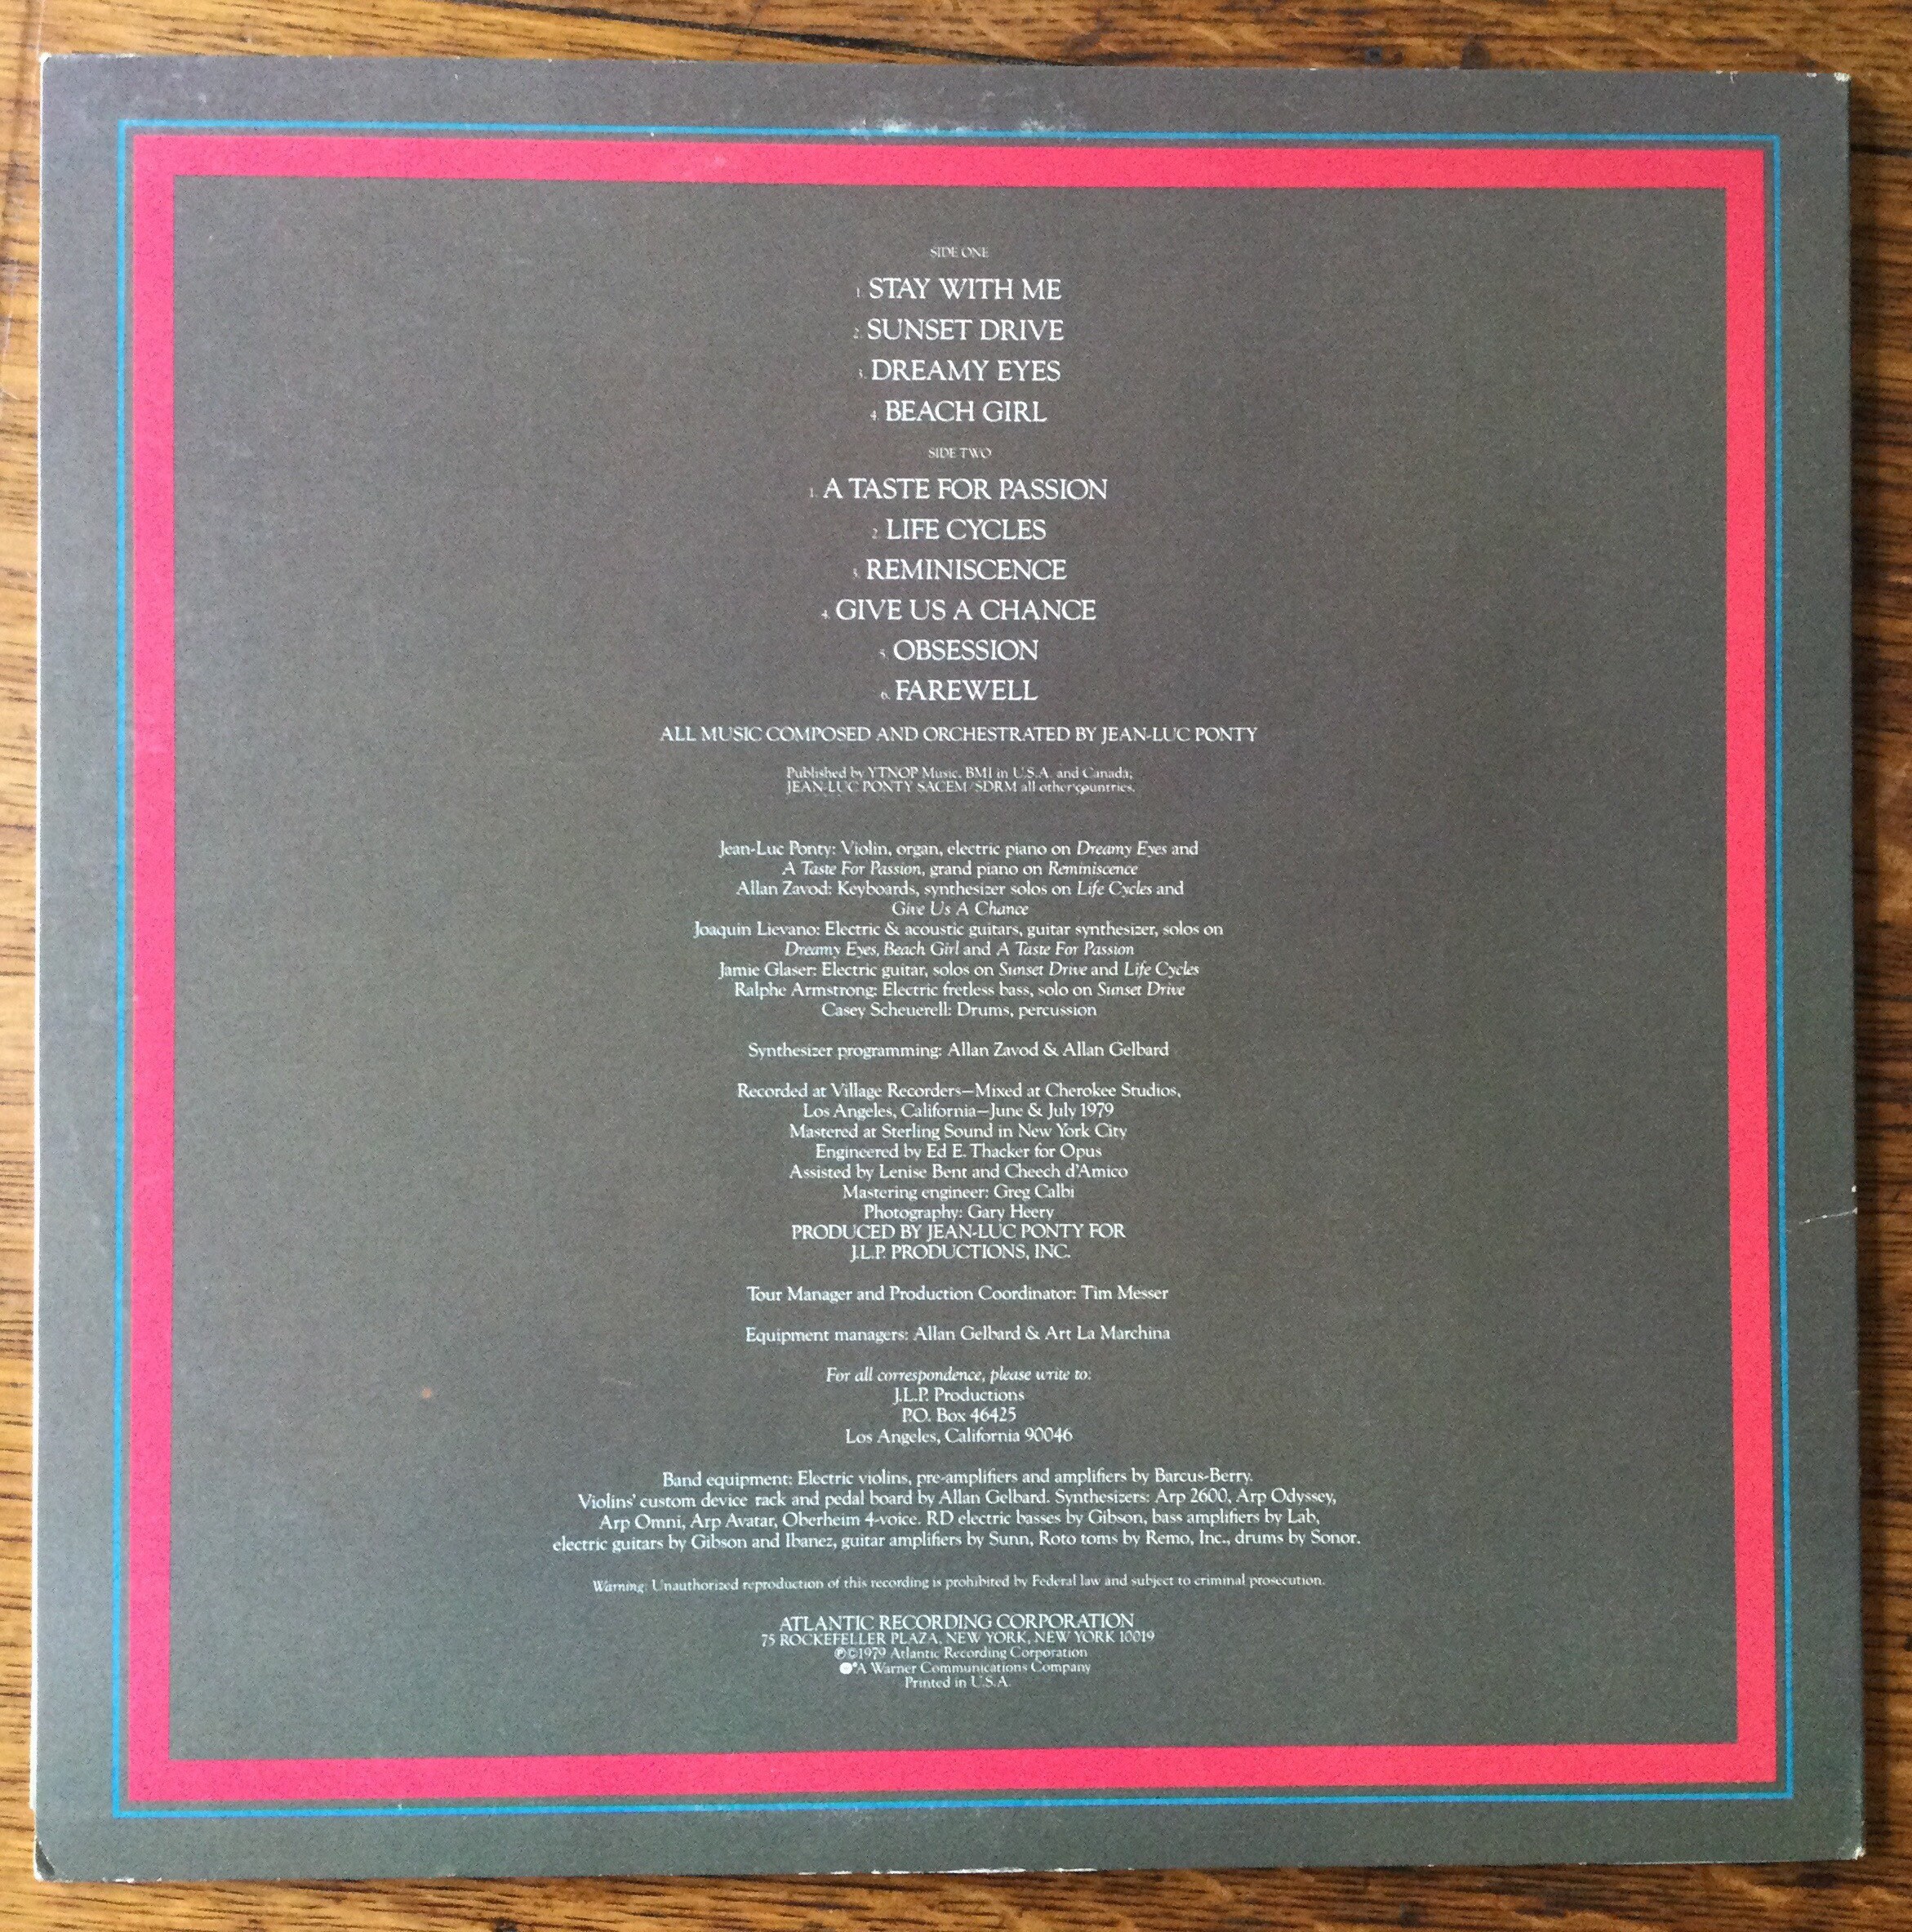 SIDE ONE
1. STAY WITH ME
2. SUNSET DRIVE
3. DREAMY EYES
4. BEACH GIRL
SIDE TWO
1. A TASTE FOR PASSION
2. LIFE CYCLES
3. REMINISCENCE
4. GIVE US A CHANCE
5. OBSESSION
6. FAREWELL
ALL MUSIC COMPOSED AND ORCHESTRATED BY JEAN-LUC PONTY
Published by YTNOP Music, BMI in U.S.A. and Canada;
JEAN-LUC PONTY SACEM/SDRM all other countries.
Jean-Luc Ponty: Violin, organ, electric piano on Dreamy Eyes and
A Taste For Passion, grand piano on Reminiscence
Allan Zavod: Keyboards, synthesizer solos on Life Cycles and
Give Us A Chance
Joaquin Lievano: Electric & acoustic guitars, guitar synthesizer, solos on
Dreamy Eyes, Beach Girl and A Taste For Passion
Jamie Glaser: Electric guitar, solos on Sunset Drive and Life Cycles
Ralphe Armstrong: Electric fretless bass, solo on Sunset Drive
Casey Scheuerell: Drums, percussion
Synthesizer programming: Allan Zavod & Allan Gelbard
Recorded at Village Recorders—Mixed at Cherokee Studios,
Los Angeles, California—June & July 1979
Mastered at Sterling Sound in New York City
Engineered by Ed E. Thacker for Opus
Assisted by Lenise Bent and Cheech d'Amico
Mastering engineer: Greg Calbi
Photography: Gary Heery
PRODUCED BY JEAN-LUC PONTY FOR
J.L.P. PRODUCTIONS, INC.
Tour Manager and Production Coordinator: Tim Messer
Equipment managers: Allan Gelbard & Art La Marchina
For all correspondence, please write to:
J.L.P. Productions
P.O. Box 46425
Los Angeles, California 90046
Band equipment: Electric violins, pre-amplifiers and amplifiers by Barcus-Berry.
Violins' custom device rack and pedal board by Allan Gelbard. Synthesizers: Arp 2600, Arp Odyssey,
Arp Omni, Arp Avatar, Oberheim 4-voice. RD electric basses by Gibson, bass amplifiers by Lab,
electric guitars by Gibson and Ibanez, guitar amplifiers by Sunn, Roto toms by Remo, Inc., drums by Sonor.
Warning: Unauthorized reproduction of this recording is prohibited by Federal law and subject to criminal prosecution.
ATLANTIC RECORDING CORPORATION
75 ROCKEFELLER PLAZA, NEW YORK, NEW YORK 10019
℗©1979 Atlantic Recording Corporation
A Warner Communications Company
Printed in U.S.A.